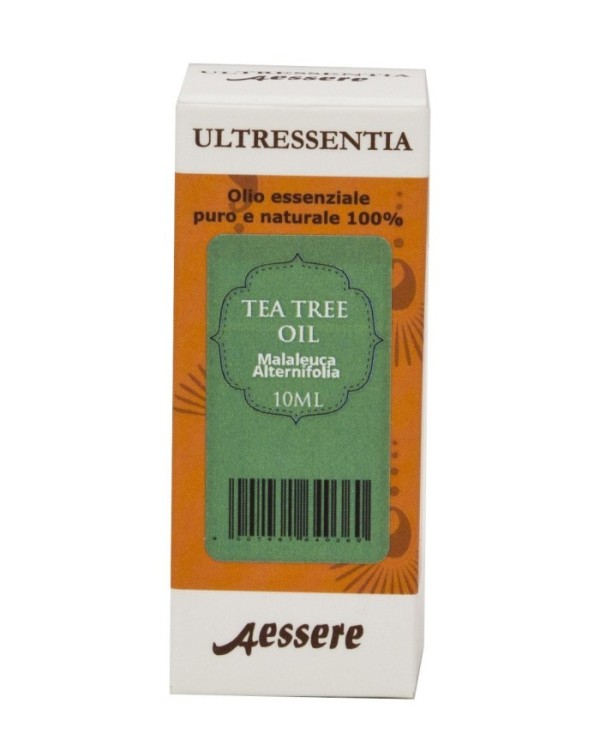 ULTRESSENTIA
Aessere
ULTRESSENTIA
Olio essenziale
puro e naturale 100%
TEA TREE
OIL
Malaleuca
Alternifolia
10ML
Aessere